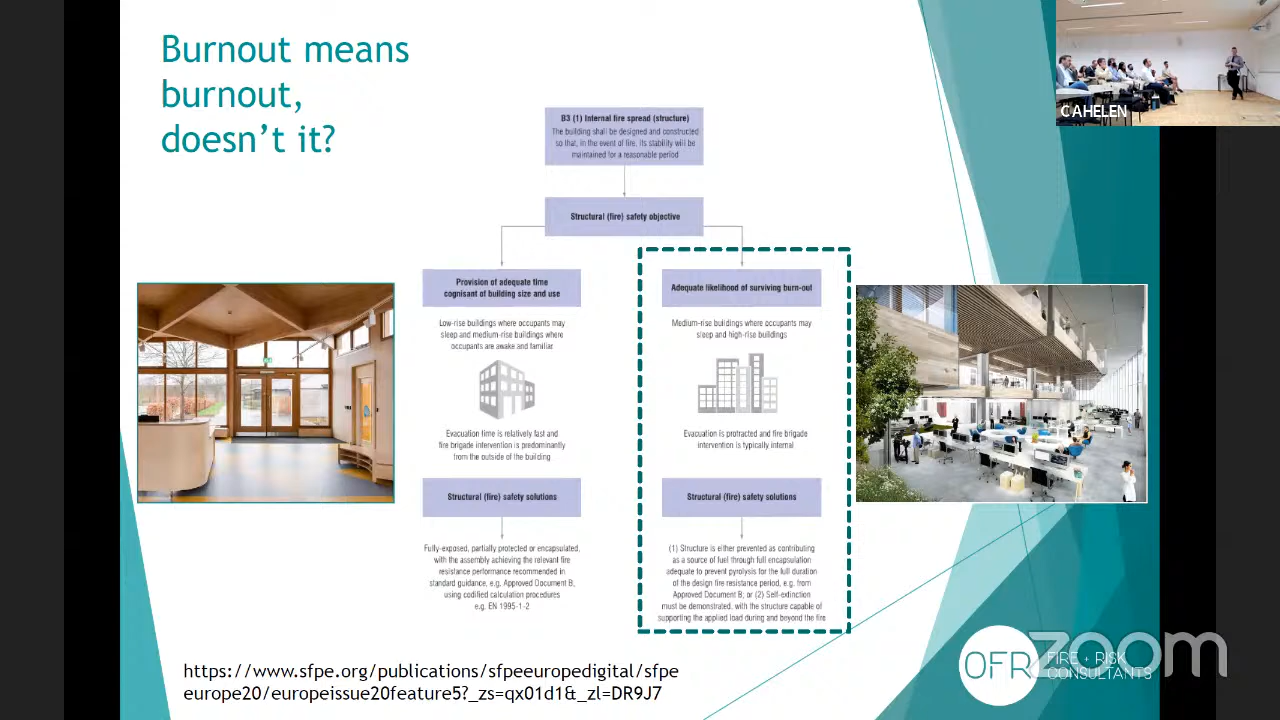 Burnout means
burnout,
doesn't it?
CAHELEN
B3 (1) Internal fire spread (structure)
The building shall be designed and constructed
so that, in the event of fire, its stability will be
maintained for a reasonable period
Structural (fire) safety objective
Provision of adequate time
cognisant of building size and use
Low-rise buildings where occupants may
sleep and medium-rise buildings where
occupants are awake and familiar
Evacuation time is relatively fast and
fire brigade intervention is predominantly
from the outside of the building
Structural (fire) safety solutions
Fully-exposed, partially protected or encapsulated,
with the assembly achieving the relevant fire
resistance performance recommended in
standard guidance, e.g. Approved Document B,
using codified calculation procedures
e.g. EN 1995-1-2
Adequate likelihood of surviving burn-out
Medium-rise buildings where occupants may
sleep and high-rise buildings
Evacuation is protracted and fire brigade
intervention is typically internal
Structural (fire) safety solutions
(1) Structure is either prevented as contributing
as a source of fuel through full encapsulation
adequate to prevent pyrolysis for the full duration
of the design fire resistance period, e.g. from
Approved Document B; or (2) Self-extinction
must be demonstrated, with the structure capable of
supporting the applied load during and beyond the fire
https://www.sfpe.org/publications/sfpeeuropedigital/sfpe
europe20/europeissue20feature5?_zs=qx01d1&_zl=DR9J7
OFR FIRE + RISK
CONSULTANTS
zoom